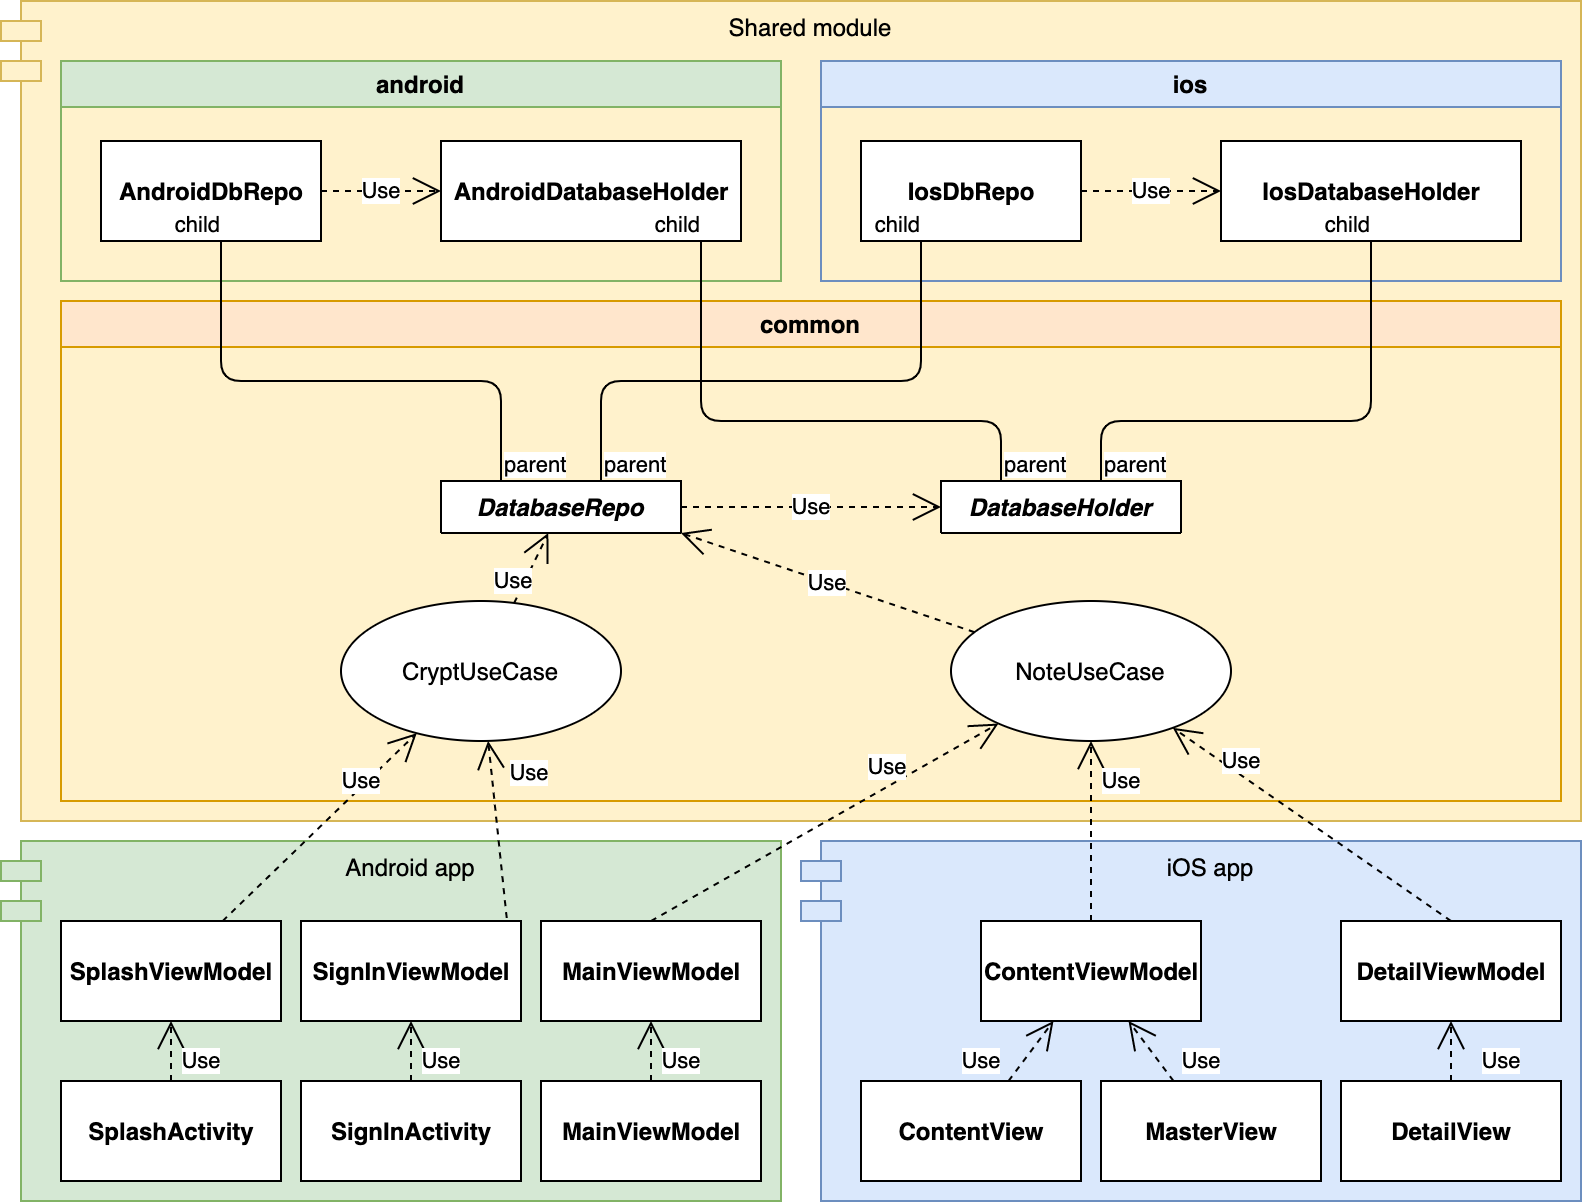 Shared module
android
ios
AndroidDbRepo
child
Use
AndroidDatabaseHolder
child
IosDbRepo
child
Use
IosDatabaseHolder
child
common
parent
parent
parent
parent
DatabaseRepo
Use
DatabaseHolder
Use
Use
CryptUseCase
NoteUseCase
Use
Use
Use
Use
Use
Android app
iOS app
SplashViewModel
SignInViewModel
MainViewModel
ContentViewModel
DetailViewModel
Use
Use
Use
Use
Use
Use
SplashActivity
SignInActivity
MainViewModel
ContentView
MasterView
DetailView